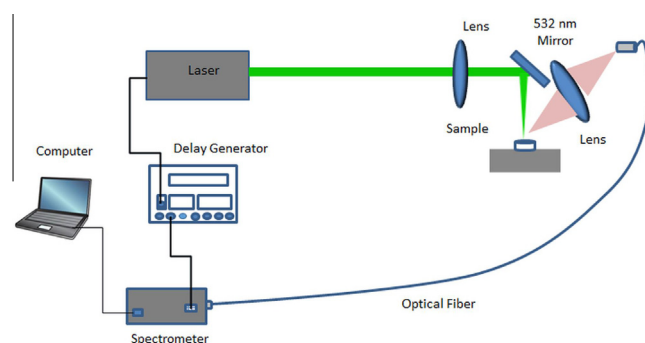 Lens
532 nm
Mirror
Laser
Sample
Lens
Delay Generator
Computer
Optical Fiber
Spectrometer